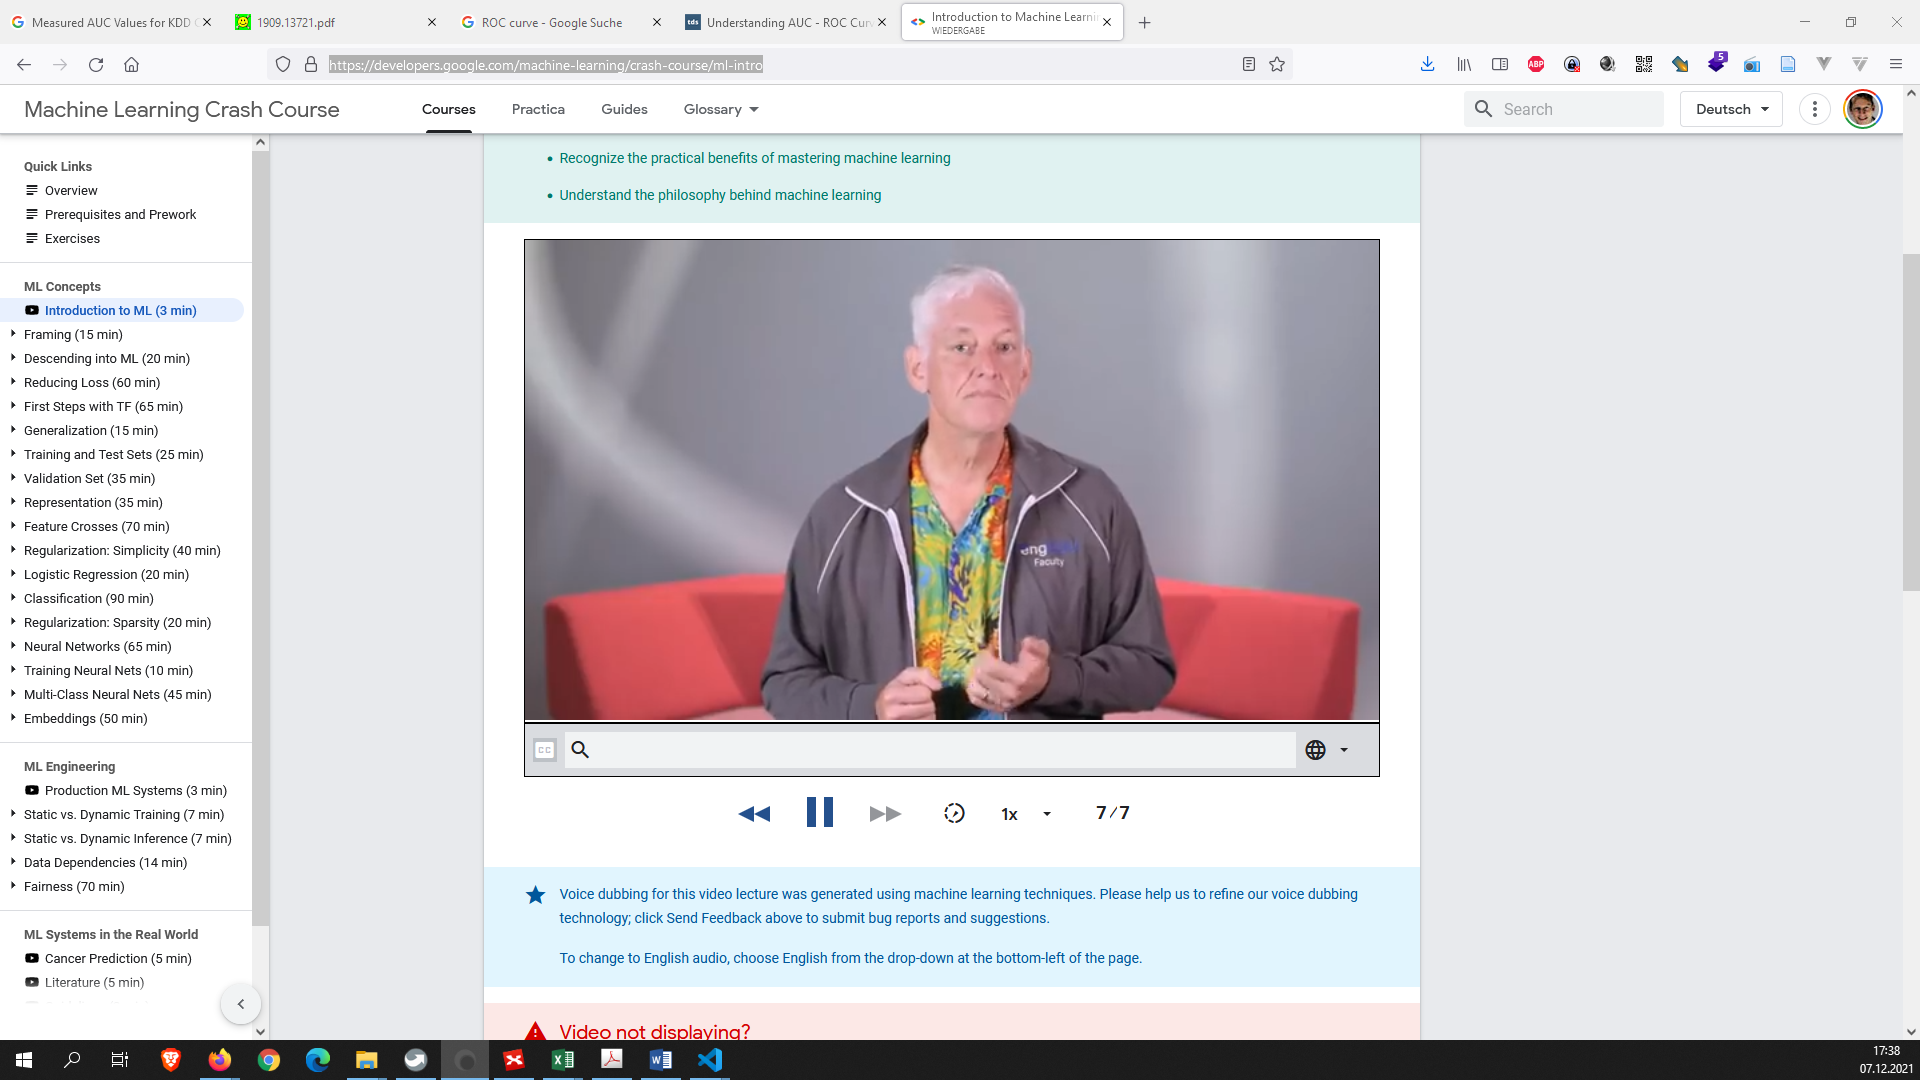 Measured AUC Values for KDD
1909.13721.pdf
ROC curve - Google Suche
Understanding AUC - ROC Cur
Introduction to Machine Learni
WIEDERGABE
https://developers.google.com/machine-learning/crash-course/ml-intro
ABP
5
Machine Learning Crash Course
Courses
Practica
Guides
Glossary
Search
Deutsch
Quick Links
Overview
Prerequisites and Prework
Exercises
ML Concepts
Introduction to ML (3 min)
Framing (15 min)
Descending into ML (20 min)
Reducing Loss (60 min)
First Steps with TF (65 min)
Generalization (15 min)
Training and Test Sets (25 min)
Validation Set (35 min)
Representation (35 min)
Feature Crosses (70 min)
Regularization: Simplicity (40 min)
Logistic Regression (20 min)
Classification (90 min)
Regularization: Sparsity (20 min)
Neural Networks (65 min)
Training Neural Nets (10 min)
Multi-Class Neural Nets (45 min)
Embeddings (50 min)
ML Engineering
Production ML Systems (3 min)
Static vs. Dynamic Training (7 min)
Static vs. Dynamic Inference (7 min)
Data Dependencies (14 min)
Fairness (70 min)
ML Systems in the Real World
Cancer Prediction (5 min)
Literature (5 min)
Recognize the practical benefits of mastering machine learning
Understand the philosophy behind machine learning
Faculty
CC
1x
7/7
Voice dubbing for this video lecture was generated using machine learning techniques. Please help us to refine our voice dubbing
technology; click Send Feedback above to submit bug reports and suggestions.
To change to English audio, choose English from the drop-down at the bottom-left of the page.
Video not displaying?
17:38
07.12.2021